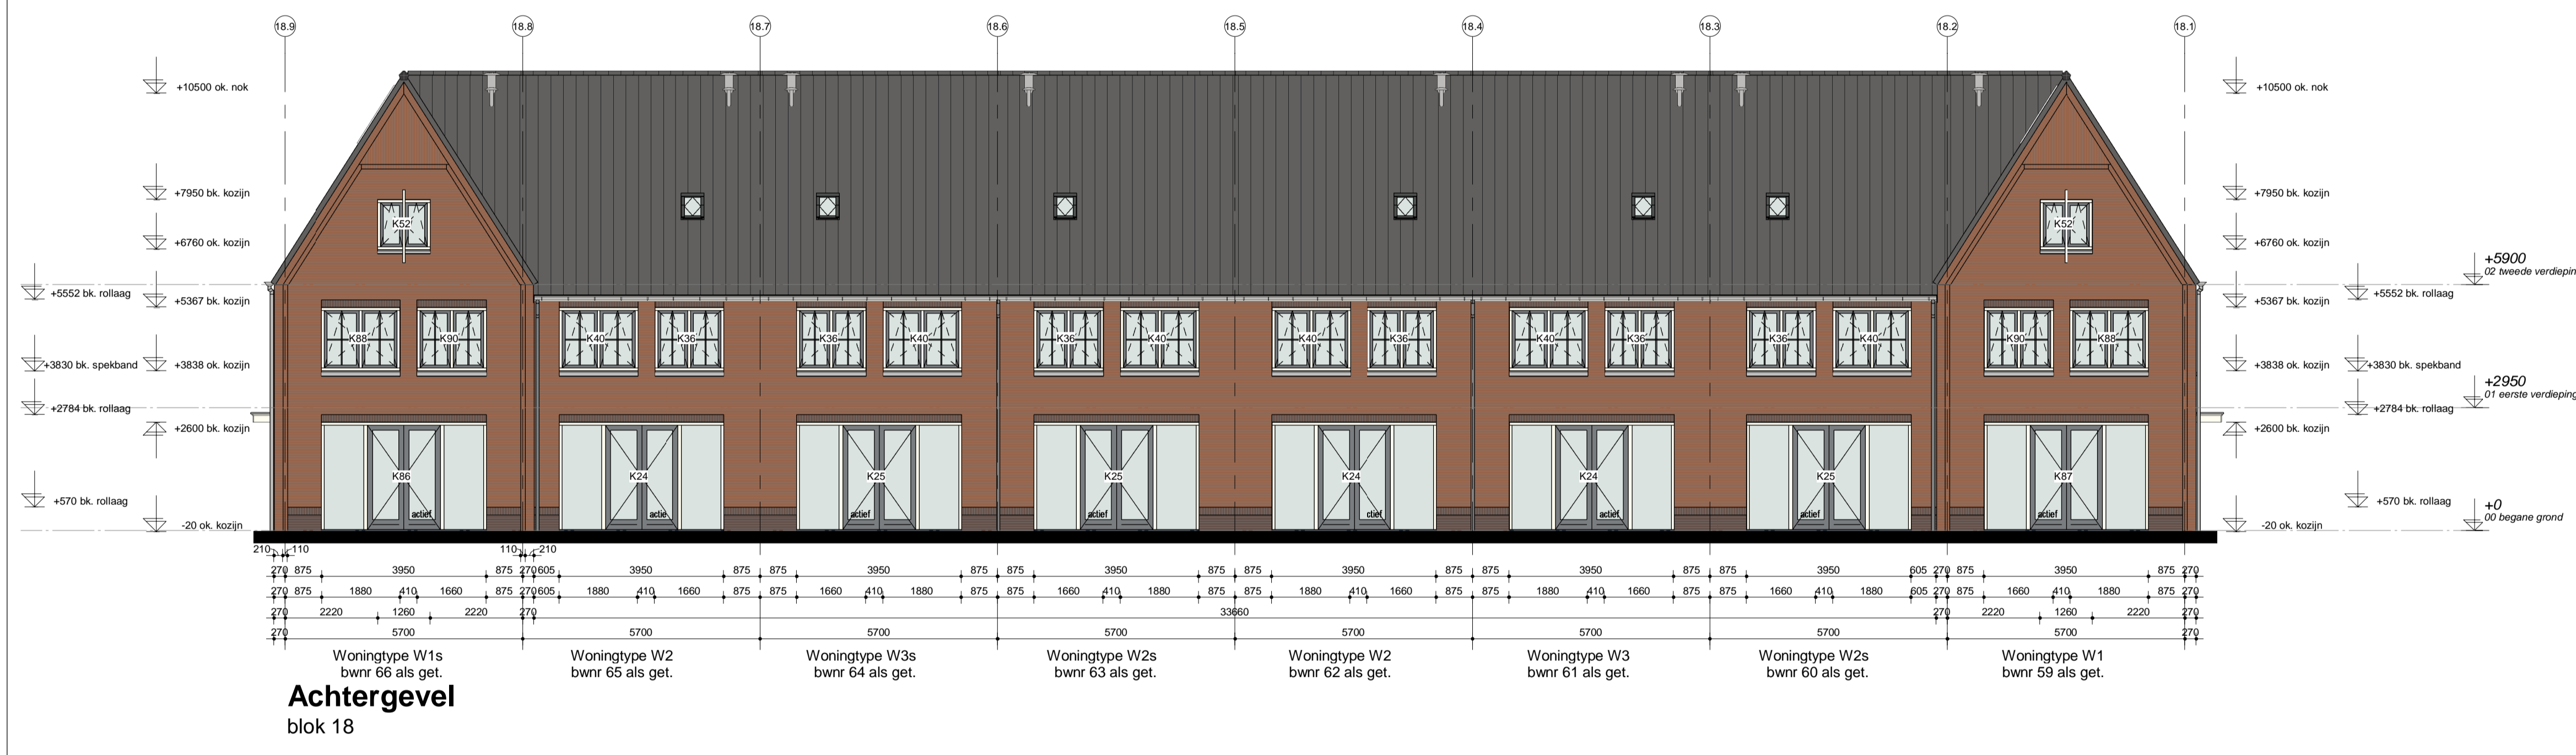 18.9 18.8 18.7 18.6 18.5 18.4 18.3 18.2 18.1
+10500 ok. nok +10500 ok. nok
+7950 bk. kozijn +7950 bk. kozijn
K52 K52
+6760 ok. kozijn +6760 ok. kozijn
+5900
02 tweede verdieping
+5552 bk. rollaag +5367 bk. kozijn +5367 bk. kozijn +5552 bk. rollaag
K88 K90 K40 K36 K36 K40 K36 K40 K40 K36 K40 K36 K36 K40 K90 K88
+3830 bk. spekband +3838 ok. kozijn +3838 ok. kozijn +3830 bk. spekband
+2950
01 eerste verdieping
+2784 bk. rollaag +2784 bk. rollaag
+2600 bk. kozijn +2600 bk. kozijn
K86 K24 K25 K25 K24 K24 K25 K87
+570 bk. rollaag +570 bk. rollaag
actief actie actief actief ctief actief actief actief
+0
00 begane grond
-20 ok. kozijn -20 ok. kozijn
210 110 110 210
270 875 3950 875 270 605 3950 875 875 3950 875 875 3950 875 875 3950 875 875 3950 875 875 3950 605 270 875 3950 875 270
270 875 1880 410 1660 875 270 605 1880 410 1660 875 875 1660 410 1880 875 875 1660 410 1880 875 875 1880 410 1660 875 875 1880 410 1660 875 875 1660 410 1880 605 270 875 1660 410 1880 875 270
270 2220 1260 2220 270 33660 270 2220 1260 2220 270
270 5700 5700 5700 5700 5700 5700 5700 5700 270
Woningtype W1s Woningtype W2 Woningtype W3s Woningtype W2s Woningtype W2 Woningtype W3 Woningtype W2s Woningtype W1
bwnr 66 als get. bwnr 65 als get. bwnr 64 als get. bwnr 63 als get. bwnr 62 als get. bwnr 61 als get. bwnr 60 als get. bwnr 59 als get.
Achtergevel
blok 18